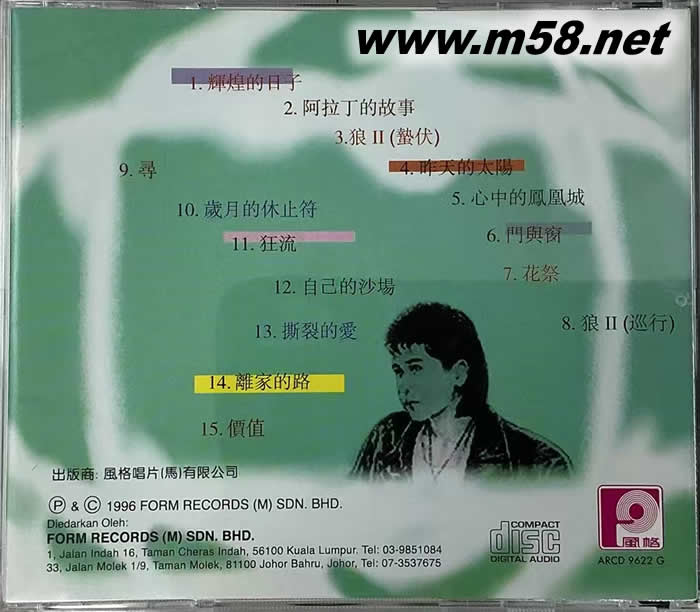 www.m58.net
1. 輝煌的日子
2. 阿拉丁的故事
3.狼 II (蟄伏)
4. 昨天的太陽
5. 心中的鳳凰城
6. 門與窗
7. 花祭
8. 狼 II (巡行)
9. 尋
10. 歲月的休止符
11. 狂流
12. 自己的沙場
13. 撕裂的愛
14. 離家的路
15. 價值
出版商: 風格唱片(馬)有限公司
Ⓟ & © 1996 FORM RECORDS (M) SDN. BHD.
Diedarkan Oleh:
FORM RECORDS (M) SDN. BHD.
1, Jalan Indah 16, Taman Cheras Indah, 56100 Kuala Lumpur. Tel: 03-9851084
33, Jalan Molek 1/9, Taman Molek, 81100 Johor Bahru, Johor, Tel: 07-3537675
COMPACT
disc
DIGITAL AUDIO
風格
ARCD 9622 G